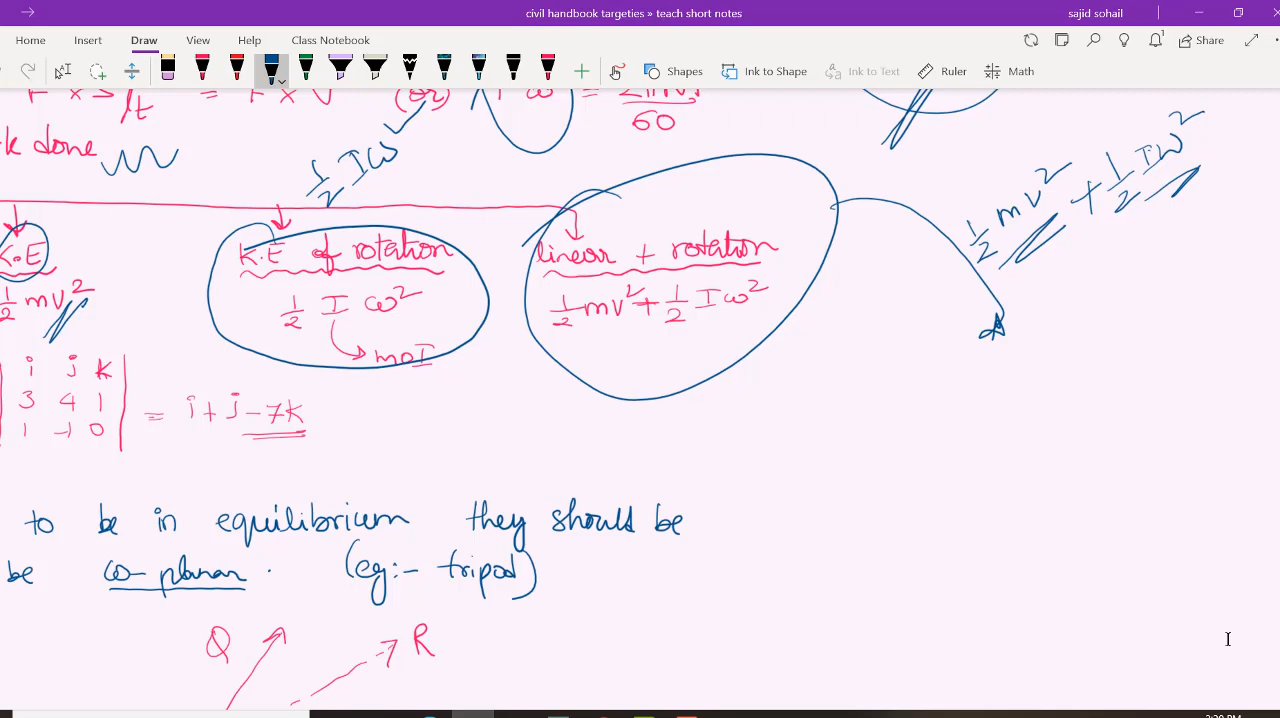 civil handbook targeties » teach short notes
sajid sohail
Home Insert Draw View Help Class Notebook
Share
Shapes Ink to Shape Ink to Text Ruler Math
= F × V (or) = 2πNT
60
k done
1/2 Iω
1/2 mv² + 1/2 Iω²
K.E
K.E of rotation
linear + rotation
1/2 mv²
1/2 I ω²
1/2 mv² + 1/2 Iω²
→ moI
i j k
3 4 1 = i + j - 7k
1 -1 0
to be in equilibrium they should be
be co-planar. (eg:- tripod)
Q R